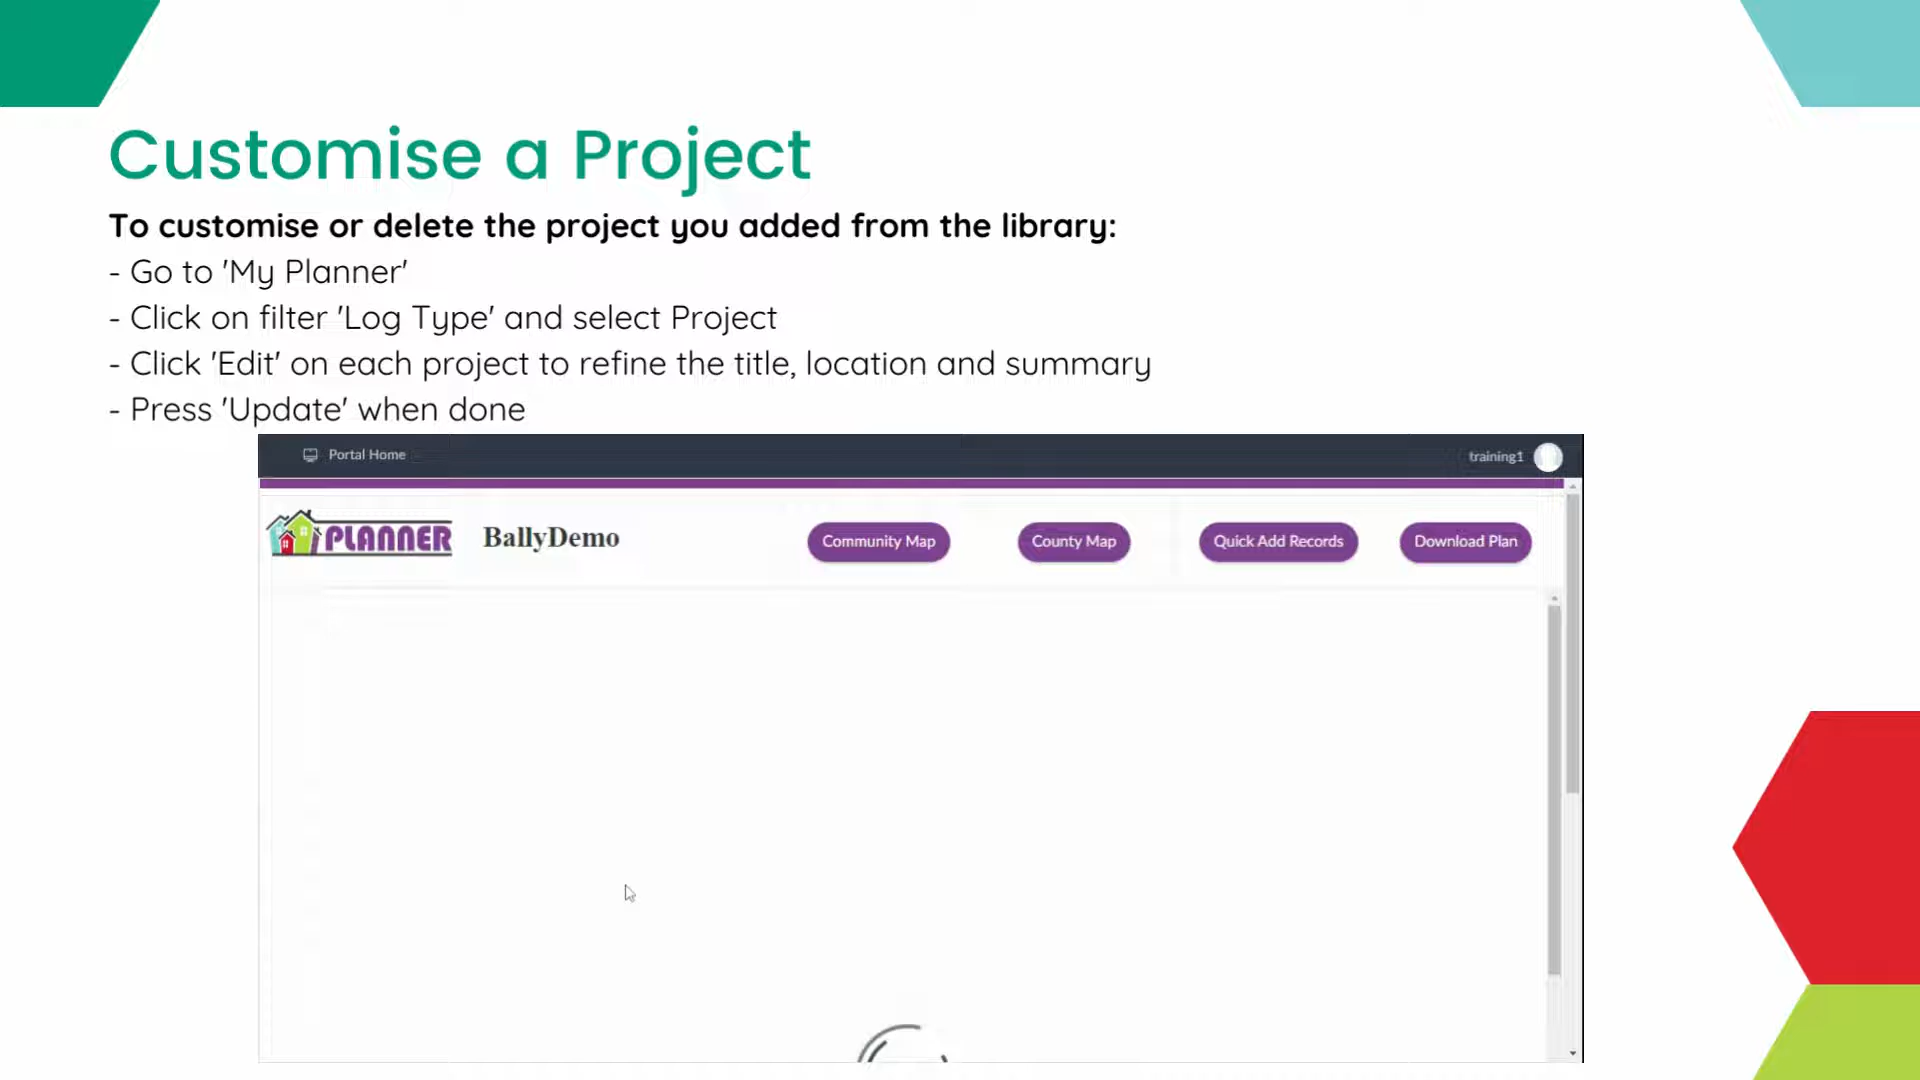 Customise a Project
To customise or delete the project you added from the library:
- Go to 'My Planner'
- Click on filter 'Log Type' and select Project
- Click 'Edit' on each project to refine the title, location and summary
- Press 'Update' when done
Portal Home
training1
PLANNER
BallyDemo
Community Map
County Map
Quick Add Records
Download Plan